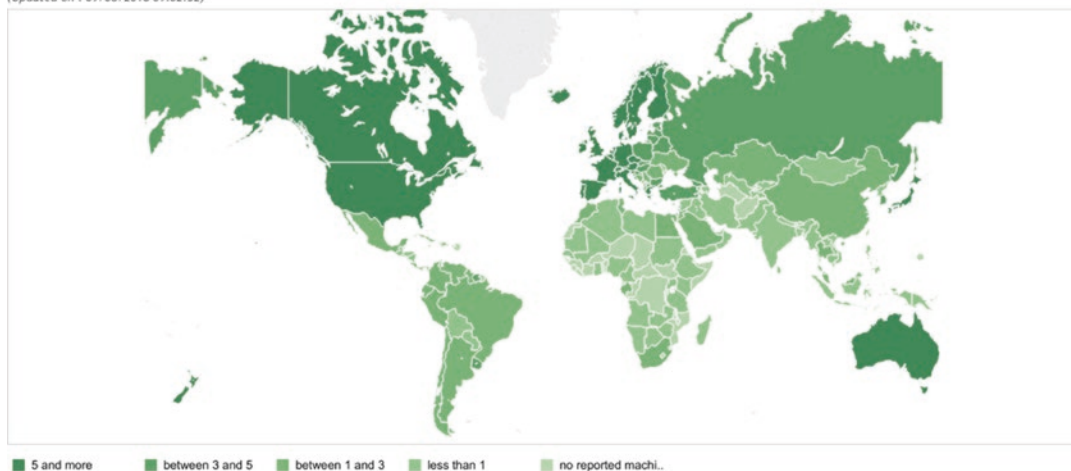 5 and more
between 3 and 5
between 1 and 3
less than 1
no reported machi..